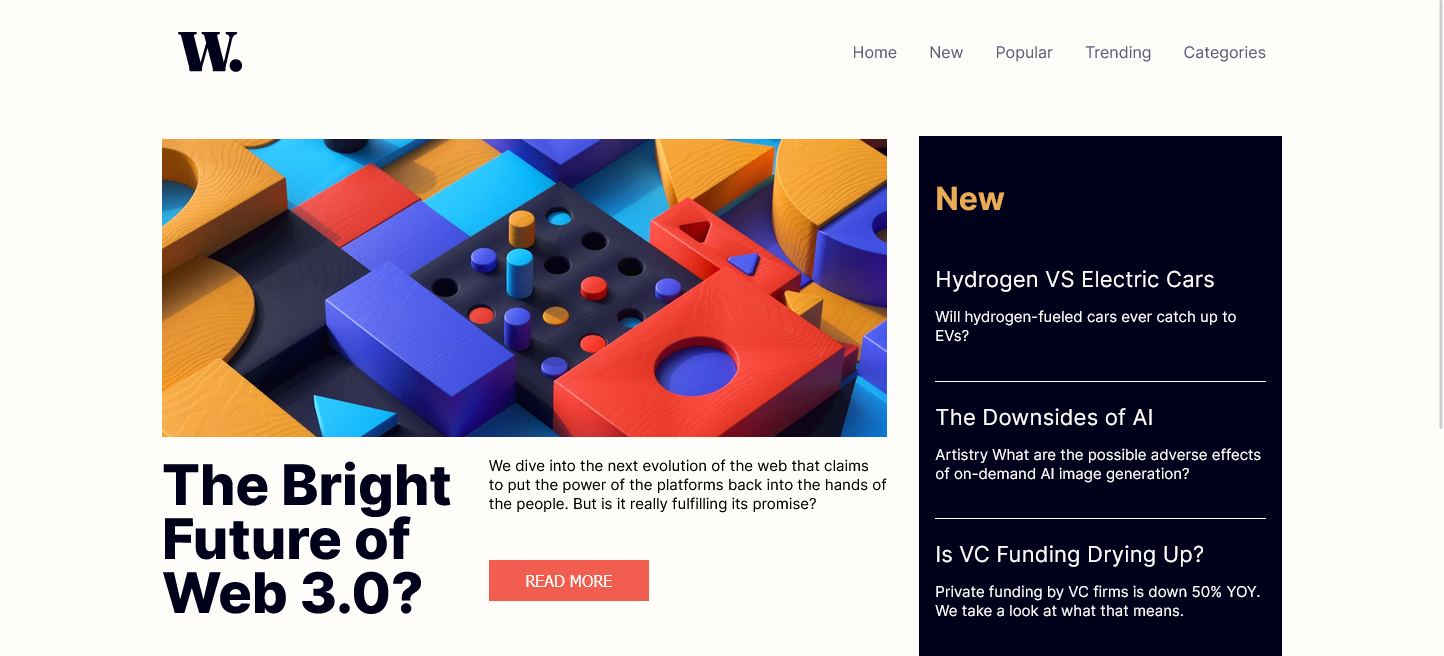 W.
Home New Popular Trending Categories
The Bright
Future of
Web 3.0?
We dive into the next evolution of the web that claims
to put the power of the platforms back into the hands of
the people. But is it really fulfilling its promise?
READ MORE
New
Hydrogen VS Electric Cars
Will hydrogen-fueled cars ever catch up to
EVs?
The Downsides of AI
Artistry What are the possible adverse effects
of on-demand AI image generation?
Is VC Funding Drying Up?
Private funding by VC firms is down 50% YOY.
We take a look at what that means.